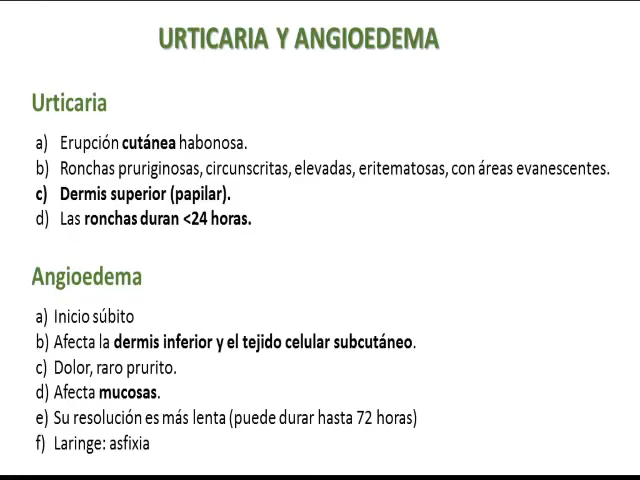 URTICARIA Y ANGIOEDEMA
Urticaria
a) Erupción cutánea habonosa.
b) Ronchas pruriginosas, circunscritas, elevadas, eritematosas, con áreas evanescentes.
c) Dermis superior (papilar).
d) Las ronchas duran <24 horas.
Angioedema
a) Inicio súbito
b) Afecta la dermis inferior y el tejido celular subcutáneo.
c) Dolor, raro prurito.
d) Afecta mucosas.
e) Su resolución es más lenta (puede durar hasta 72 horas)
f) Laringe: asfixia